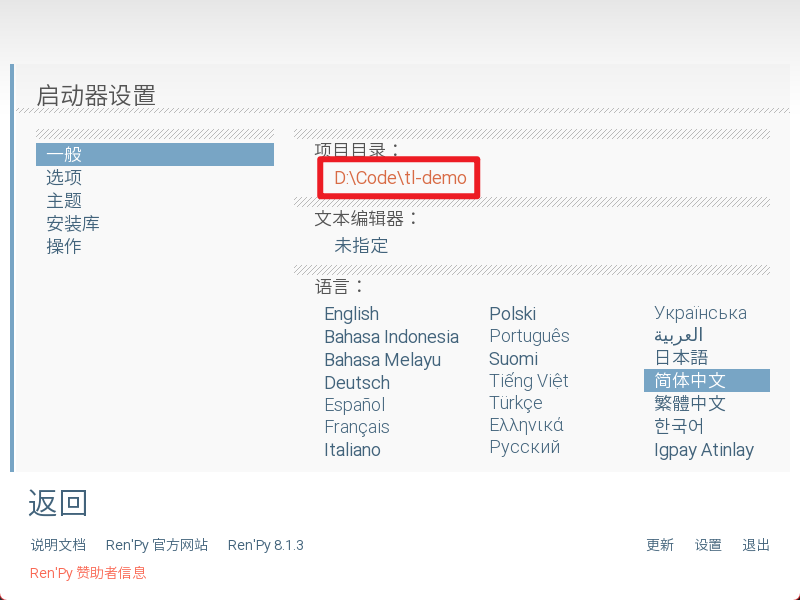 启动器设置
一般
选项
主题
安装库
操作
项目目录：
D:\Code\tl-demo
文本编辑器：
未指定
语言：
English
Bahasa Indonesia
Bahasa Melayu
Deutsch
Español
Français
Italiano
Polski
Português
Suomi
Tiếng Việt
Türkçe
Ελληνικά
Русский
Українська
العربية
日本語
简体中文
繁體中文
한국어
Igpay Atinlay
返回
说明文档 Ren'Py 官方网站 Ren'Py 8.1.3 更新 设置 退出
Ren'Py 赞助者信息